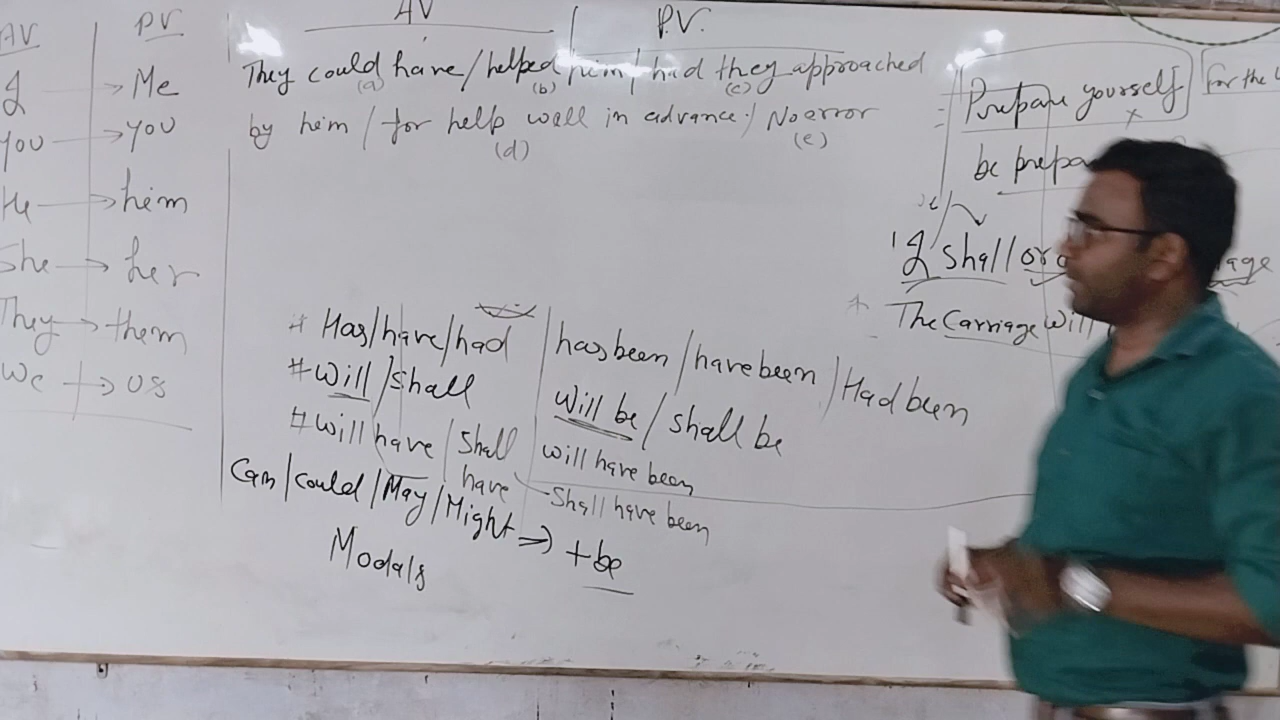 AV PV
I → Me
You → you
He → him
She → her
They → them
We → us
AV P.V.
They could have / helped him / had they approached
(a) (b) (c)
by him / for help well in advance. / No error
(d) (e)
Prepare yourself
For the
be
I shall / 
The Carriage will
# Has/have/had | has been / have been / Had been
# Will / shall will be / shall be
# will have / shall have will have been
Shall have been
Can / could / May / Might ⇒ + be
Modals